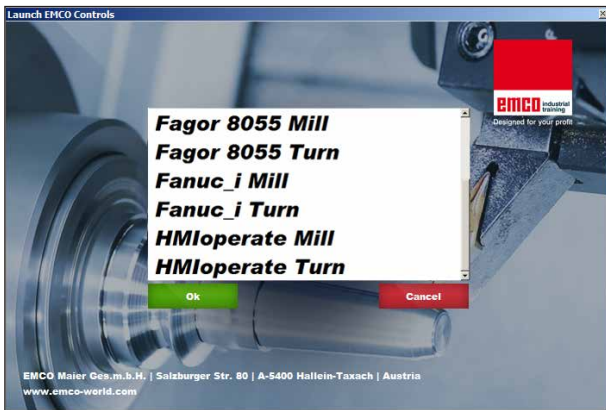 Launch EMCO Controls
emco industrial
training
Designed for your profit
Fagor 8055 Mill
Fagor 8055 Turn
Fanuc_i Mill
Fanuc_i Turn
HMIoperate Mill
HMIoperate Turn
Ok
Cancel
EMCO Maier Ges.m.b.H. | Salzburger Str. 80 | A-5400 Hallein-Taxach | Austria
www.emco-world.com